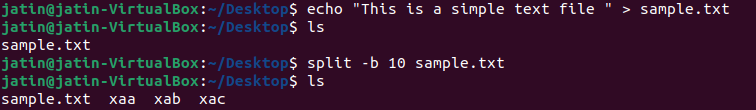 jatin@jatin-VirtualBox:~/Desktop$ echo "This is a simple text file " > sample.txt
jatin@jatin-VirtualBox:~/Desktop$ ls
sample.txt
jatin@jatin-VirtualBox:~/Desktop$ split -b 10 sample.txt
jatin@jatin-VirtualBox:~/Desktop$ ls
sample.txt  xaa  xab  xac